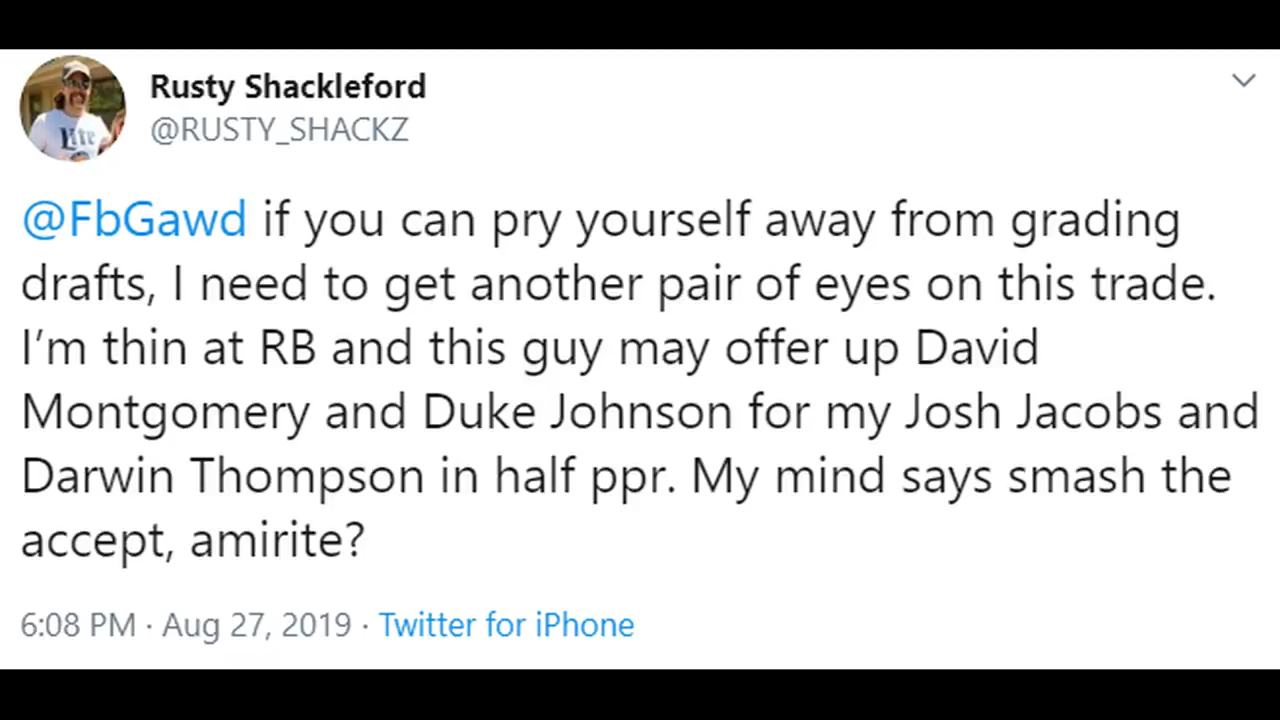 Rusty Shackleford
@RUSTY_SHACKZ
Lite
@FbGawd if you can pry yourself away from grading
drafts, I need to get another pair of eyes on this trade.
I’m thin at RB and this guy may offer up David
Montgomery and Duke Johnson for my Josh Jacobs and
Darwin Thompson in half ppr. My mind says smash the
accept, amirite?
6:08 PM · Aug 27, 2019 · Twitter for iPhone